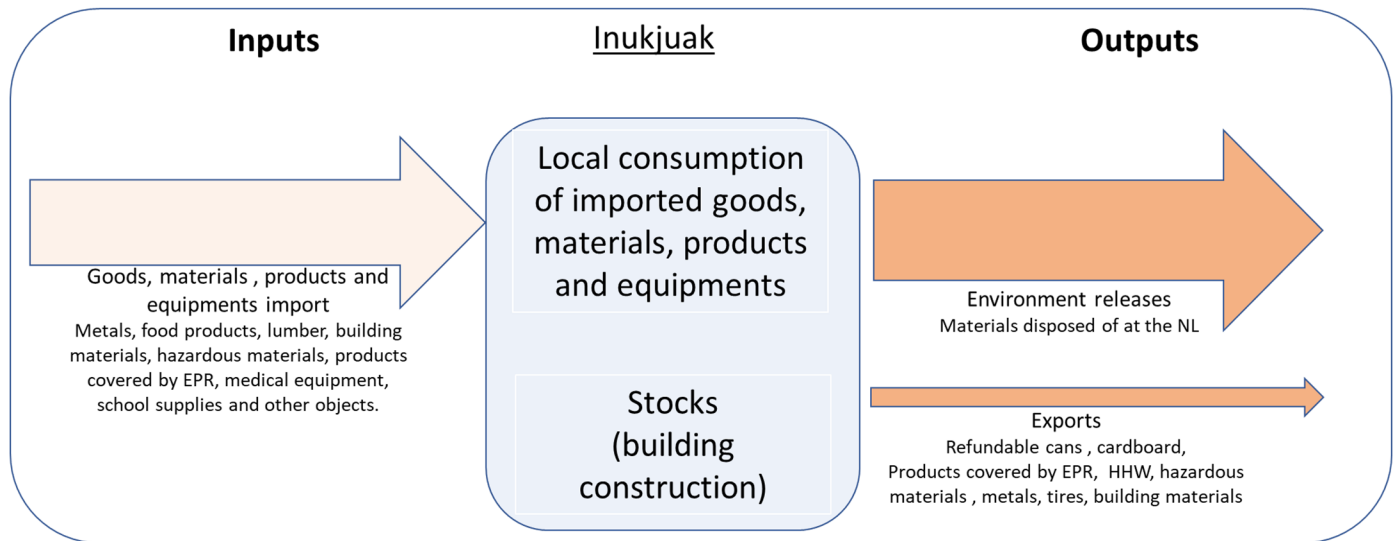 Inputs
Inukjuak
Outputs
Goods, materials , products and
equipments import
Metals, food products, lumber, building
materials, hazardous materials, products
covered by EPR, medical equipment,
school supplies and other objects.
Local consumption
of imported goods,
materials, products
and equipments
Stocks
(building
construction)
Environment releases
Materials disposed of at the NL
Exports
Refundable cans , cardboard,
Products covered by EPR, HHW, hazardous
materials , metals, tires, building materials